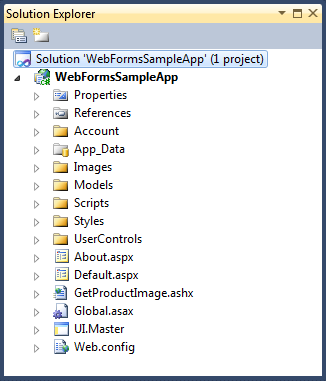 Solution Explorer
Solution 'WebFormsSampleApp' (1 project)
WebFormsSampleApp
Properties
References
Account
App_Data
Images
Models
Scripts
Styles
UserControls
About.aspx
Default.aspx
GetProductImage.ashx
Global.asax
UI.Master
Web.config